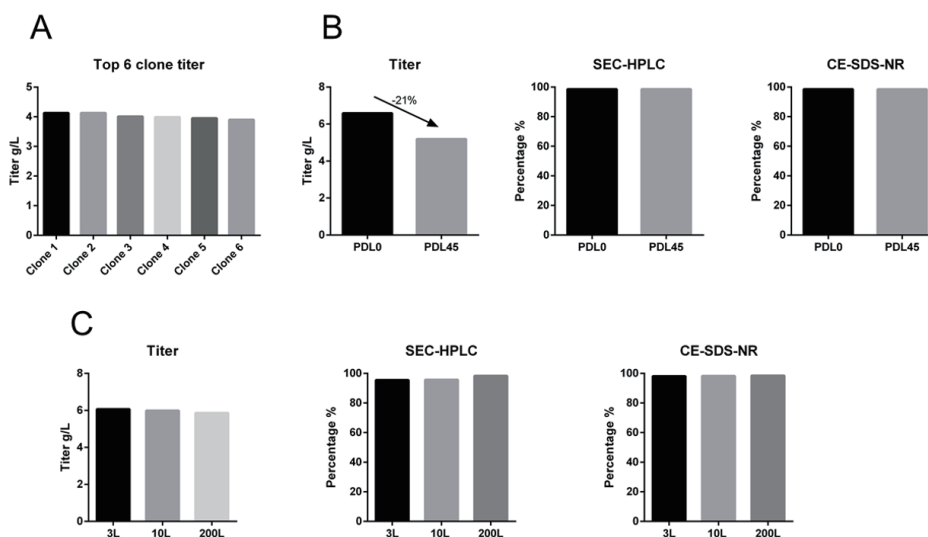 A
Top 6 clone titer
Titer g/L
5
4
3
2
1
0
Clone 1
Clone 2
Clone 3
Clone 4
Clone 5
Clone 6
B
Titer
Titer g/L
8
6
4
2
0
-21%
PDL0
PDL45
SEC-HPLC
Percentage %
100
80
60
40
20
0
PDL0
PDL45
CE-SDS-NR
Percentage %
100
80
60
40
20
0
PDL0
PDL45
C
Titer
Titer g/L
8
6
4
2
0
3L
10L
200L
SEC-HPLC
Percentage %
100
80
60
40
20
0
3L
10L
200L
CE-SDS-NR
Percentage %
100
80
60
40
20
0
3L
10L
200L